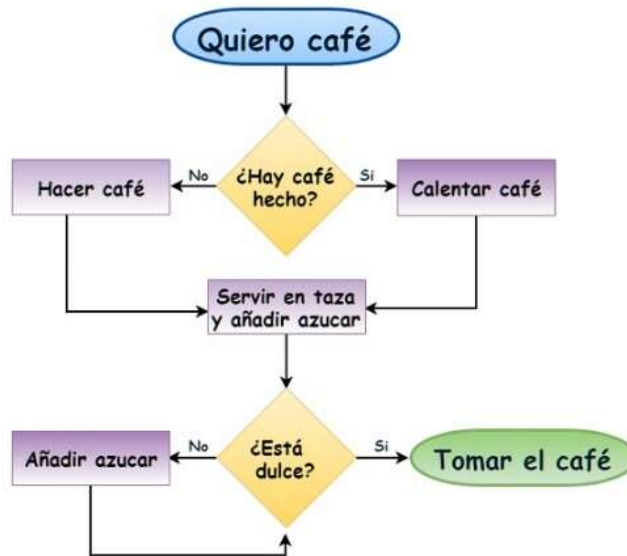 Quiero café
¿Hay café
hecho?
No
Si
Hacer café
Calentar café
Servir en taza
y añadir azucar
¿Está
dulce?
No
Si
Añadir azucar
Tomar el café